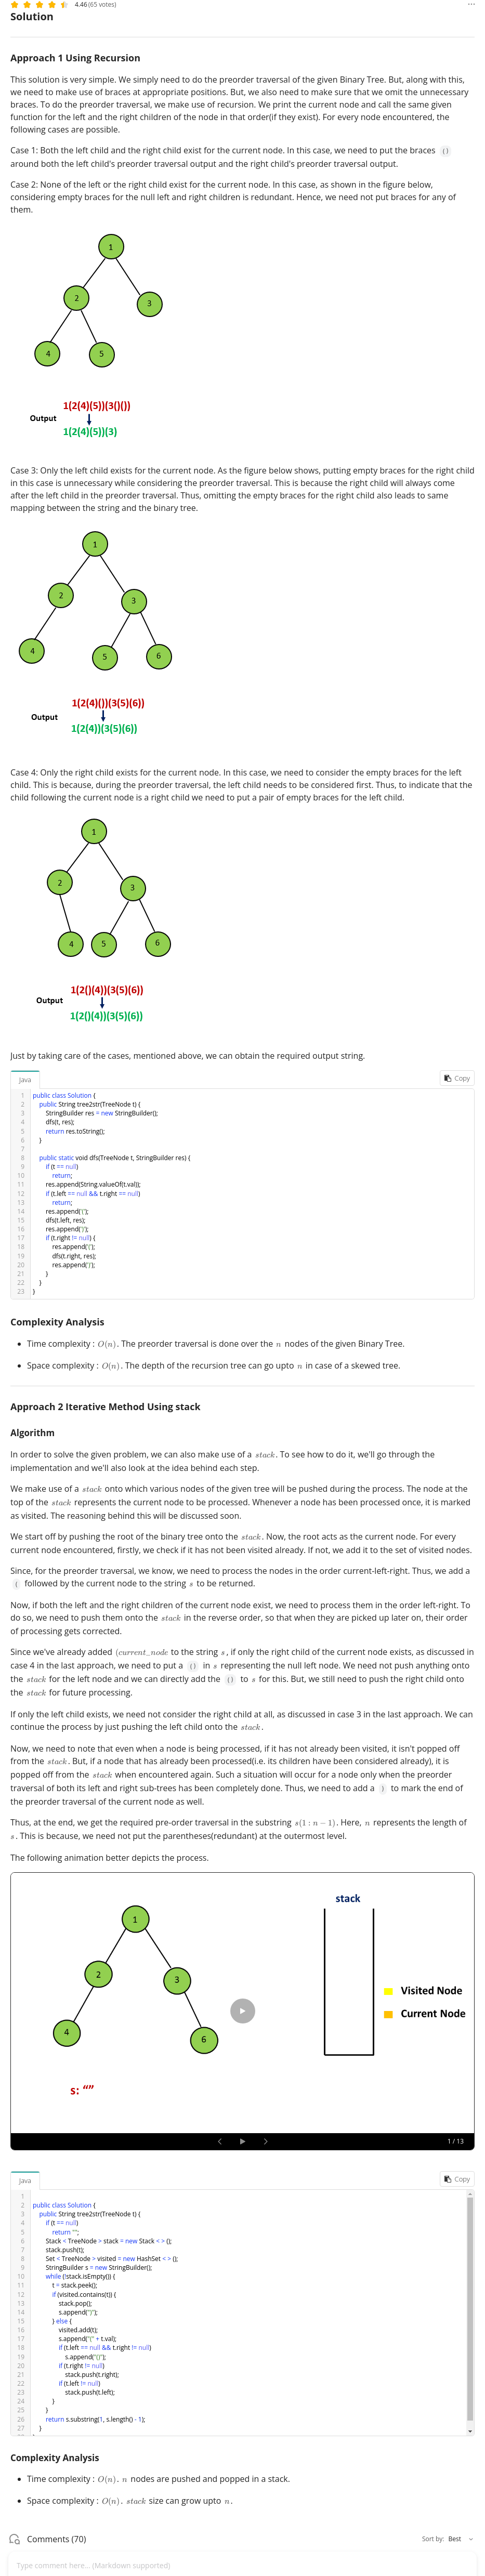 4.46 (65 votes)
Solution
Approach 1 Using Recursion
This solution is very simple. We simply need to do the preorder traversal of the given Binary Tree. But, along with this,
we need to make use of braces at appropriate positions. But, we also need to make sure that we omit the unnecessary
braces. To do the preorder traversal, we make use of recursion. We print the current node and call the same given
function for the left and the right children of the node in that order(if they exist). For every node encountered, the
following cases are possible.
Case 1: Both the left child and the right child exist for the current node. In this case, we need to put the braces ()
around both the left child's preorder traversal output and the right child's preorder traversal output.
Case 2: None of the left or the right child exist for the current node. In this case, as shown in the figure below,
considering empty braces for the null left and right children is redundant. Hence, we need not put braces for any of
them.
1
2
3
4
5
1(2(4)(5))(3()())
Output
1(2(4)(5))(3)
Case 3: Only the left child exists for the current node. As the figure below shows, putting empty braces for the right child
in this case is unnecessary while considering the preorder traversal. This is because the right child will always come
after the left child in the preorder traversal. Thus, omitting the empty braces for the right child also leads to same
mapping between the string and the binary tree.
1
2
3
4
5
6
1(2(4)())(3(5)(6))
Output
1(2(4))(3(5)(6))
Case 4: Only the right child exists for the current node. In this case, we need to consider the empty braces for the left
child. This is because, during the preorder traversal, the left child needs to be considered first. Thus, to indicate that the
child following the current node is a right child we need to put a pair of empty braces for the left child.
1
2
3
4
5
6
1(2()(4))(3(5)(6))
Output
1(2()(4))(3(5)(6))
Just by taking care of the cases, mentioned above, we can obtain the required output string.
Java
Copy
1 public class Solution {
2 public String tree2str(TreeNode t) {
3 StringBuilder res = new StringBuilder();
4 dfs(t, res);
5 return res.toString();
6 }
7
8 public static void dfs(TreeNode t, StringBuilder res) {
9 if (t == null)
10 return;
11 res.append(String.valueOf(t.val));
12 if (t.left == null && t.right == null)
13 return;
14 res.append('(');
15 dfs(t.left, res);
16 res.append(')');
17 if (t.right != null) {
18 res.append('(');
19 dfs(t.right, res);
20 res.append(')');
21 }
22 }
23 }
Complexity Analysis
• Time complexity : O(n). The preorder traversal is done over the n nodes of the given Binary Tree.
• Space complexity : O(n). The depth of the recursion tree can go upto n in case of a skewed tree.
Approach 2 Iterative Method Using stack
Algorithm
In order to solve the given problem, we can also make use of a stack. To see how to do it, we'll go through the
implementation and we'll also look at the idea behind each step.
We make use of a stack onto which various nodes of the given tree will be pushed during the process. The node at the
top of the stack represents the current node to be processed. Whenever a node has been processed once, it is marked
as visited. The reasoning behind this will be discussed soon.
We start off by pushing the root of the binary tree onto the stack. Now, the root acts as the current node. For every
current node encountered, firstly, we check if it has not been visited already. If not, we add it to the set of visited nodes.
Since, for the preorder traversal, we know, we need to process the nodes in the order current-left-right. Thus, we add a
( followed by the current node to the string s to be returned.
Now, if both the left and the right children of the current node exist, we need to process them in the order left-right. To
do so, we need to push them onto the stack in the reverse order, so that when they are picked up later on, their order
of processing gets corrected.
Since we've already added (current_node to the string s, if only the right child of the current node exists, as discussed in
case 4 in the last approach, we need to put a () in s representing the null left node. We need not push anything onto
the stack for the left node and we can directly add the () to s for this. But, we still need to push the right child onto
the stack for future processing.
If only the left child exists, we need not consider the right child at all, as discussed in case 3 in the last approach. We can
continue the process by just pushing the left child onto the stack.
Now, we need to note that even when a node is being processed, if it has not already been visited, it isn't popped off
from the stack. But, if a node that has already been processed(i.e. its children have been considered already), it is
popped off from the stack when encountered again. Such a situation will occur for a node only when the preorder
traversal of both its left and right sub-trees has been completely done. Thus, we need to add a ) to mark the end of
the preorder traversal of the current node as well.
Thus, at the end, we get the required pre-order traversal in the substring s(1 : n − 1). Here, n represents the length of
s. This is because, we need not put the parentheses(redundant) at the outermost level.
The following animation better depicts the process.
stack
1
2
3
4
6
Visited Node
Current Node
s: “”
1 / 13
Java
Copy
1
2 public class Solution {
3 public String tree2str(TreeNode t) {
4 if (t == null)
5 return "";
6 Stack < TreeNode > stack = new Stack < > ();
7 stack.push(t);
8 Set < TreeNode > visited = new HashSet < > ();
9 StringBuilder s = new StringBuilder();
10 while (!stack.isEmpty()) {
11 t = stack.peek();
12 if (visited.contains(t)) {
13 stack.pop();
14 s.append(")");
15 } else {
16 visited.add(t);
17 s.append("(" + t.val);
18 if (t.left == null && t.right != null)
19 s.append("()");
20 if (t.right != null)
21 stack.push(t.right);
22 if (t.left != null)
23 stack.push(t.left);
24 }
25 }
26 return s.substring(1, s.length() - 1);
27 }
Complexity Analysis
• Time complexity : O(n). n nodes are pushed and popped in a stack.
• Space complexity : O(n). stack size can grow upto n.
Comments (70)
Sort by: Best
Type comment here... (Markdown supported)